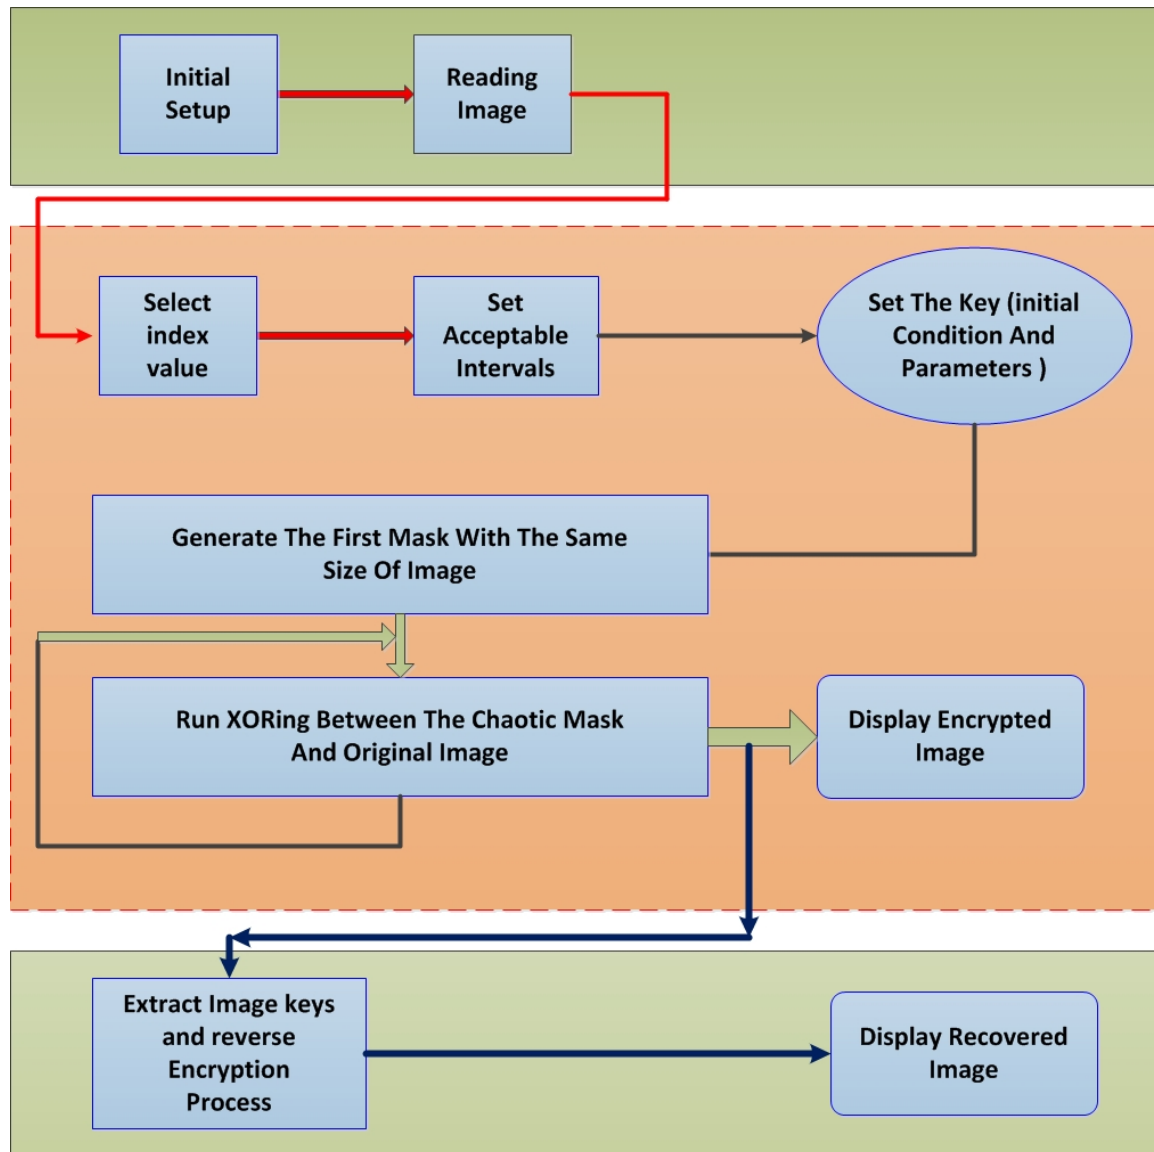 Initial
Setup
Reading
Image
Select
index
value
Set
Acceptable
Intervals
Set The Key (initial
Condition And
Parameters )
Generate The First Mask With The Same
Size Of Image
Run XORing Between The Chaotic Mask
And Original Image
Display Encrypted
Image
Extract Image keys
and reverse
Encryption
Process
Display Recovered
Image